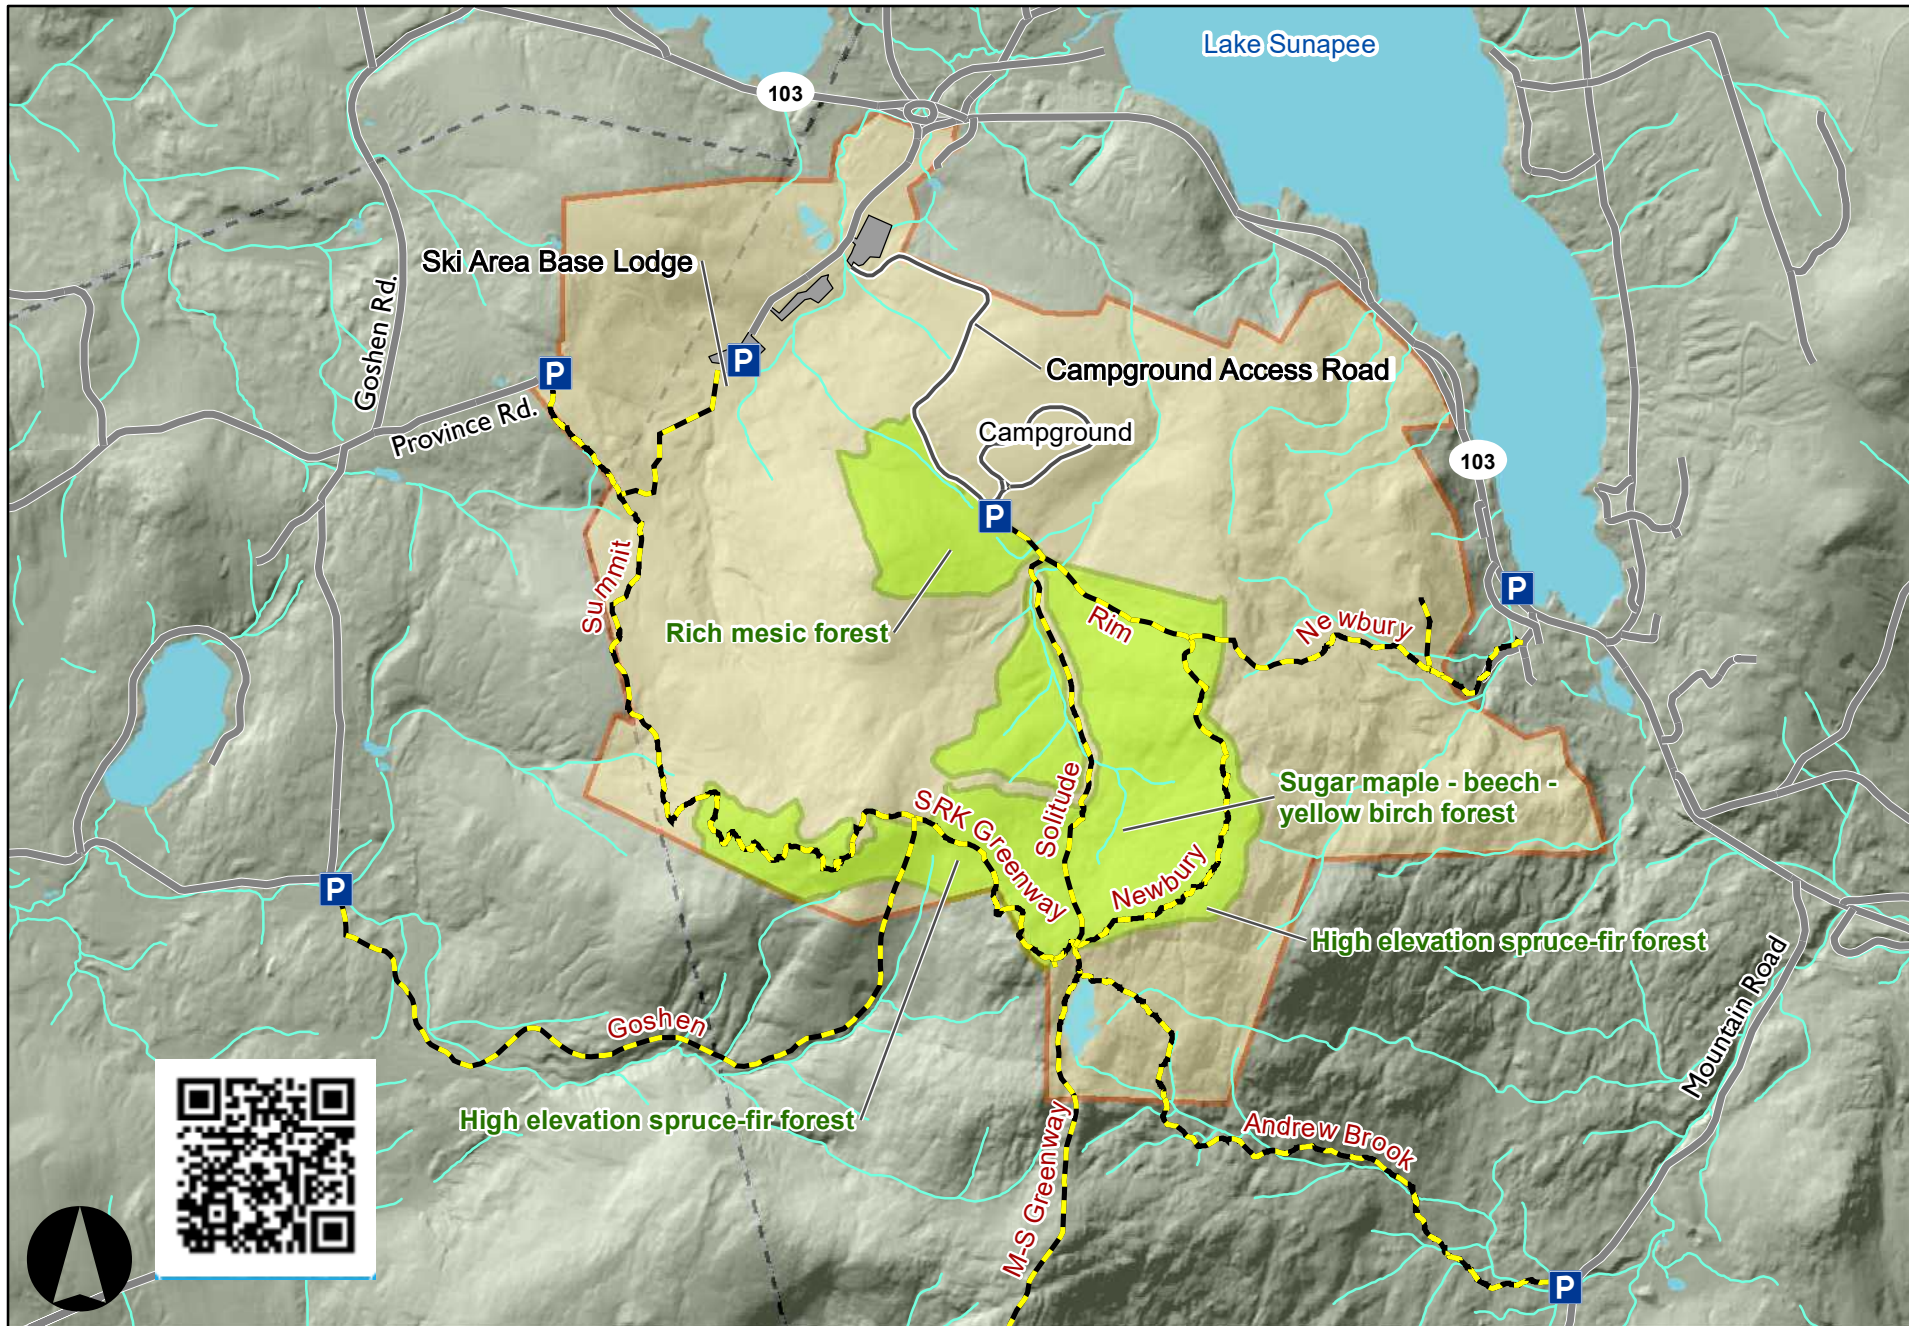 Lake Sunapee
103
Ski Area Base Lodge
Goshen Rd.
P
P
Campground Access Road
Province Rd.
Campground
103
P
Summit
P
Rich mesic forest
Rim
Newbury
Sugar maple - beech -
yellow birch forest
SRK Greenway
Solitude
Newbury
P
High elevation spruce-fir forest
Goshen
Mountain Road
High elevation spruce-fir forest
M-S Greenway
Andrew Brook
P